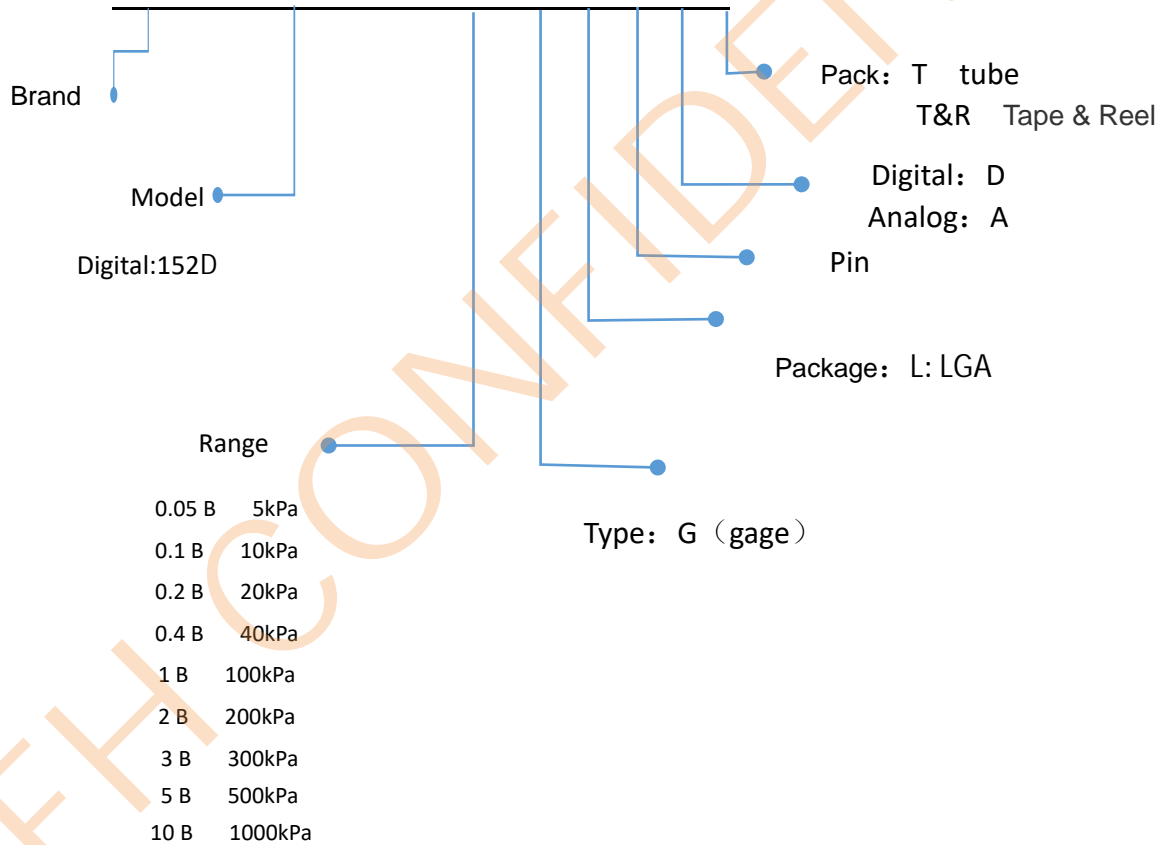 Pack：T tube
T&R Tape & Reel
Brand
Digital：D
Analog：A
Model
Pin
Digital:152D
Package：L: LGA
Range
0.05 B 5kPa
Type：G（gage）
0.1 B 10kPa
0.2 B 20kPa
0.4 B 40kPa
1 B 100kPa
2 B 200kPa
3 B 300kPa
5 B 500kPa
10 B 1000kPa